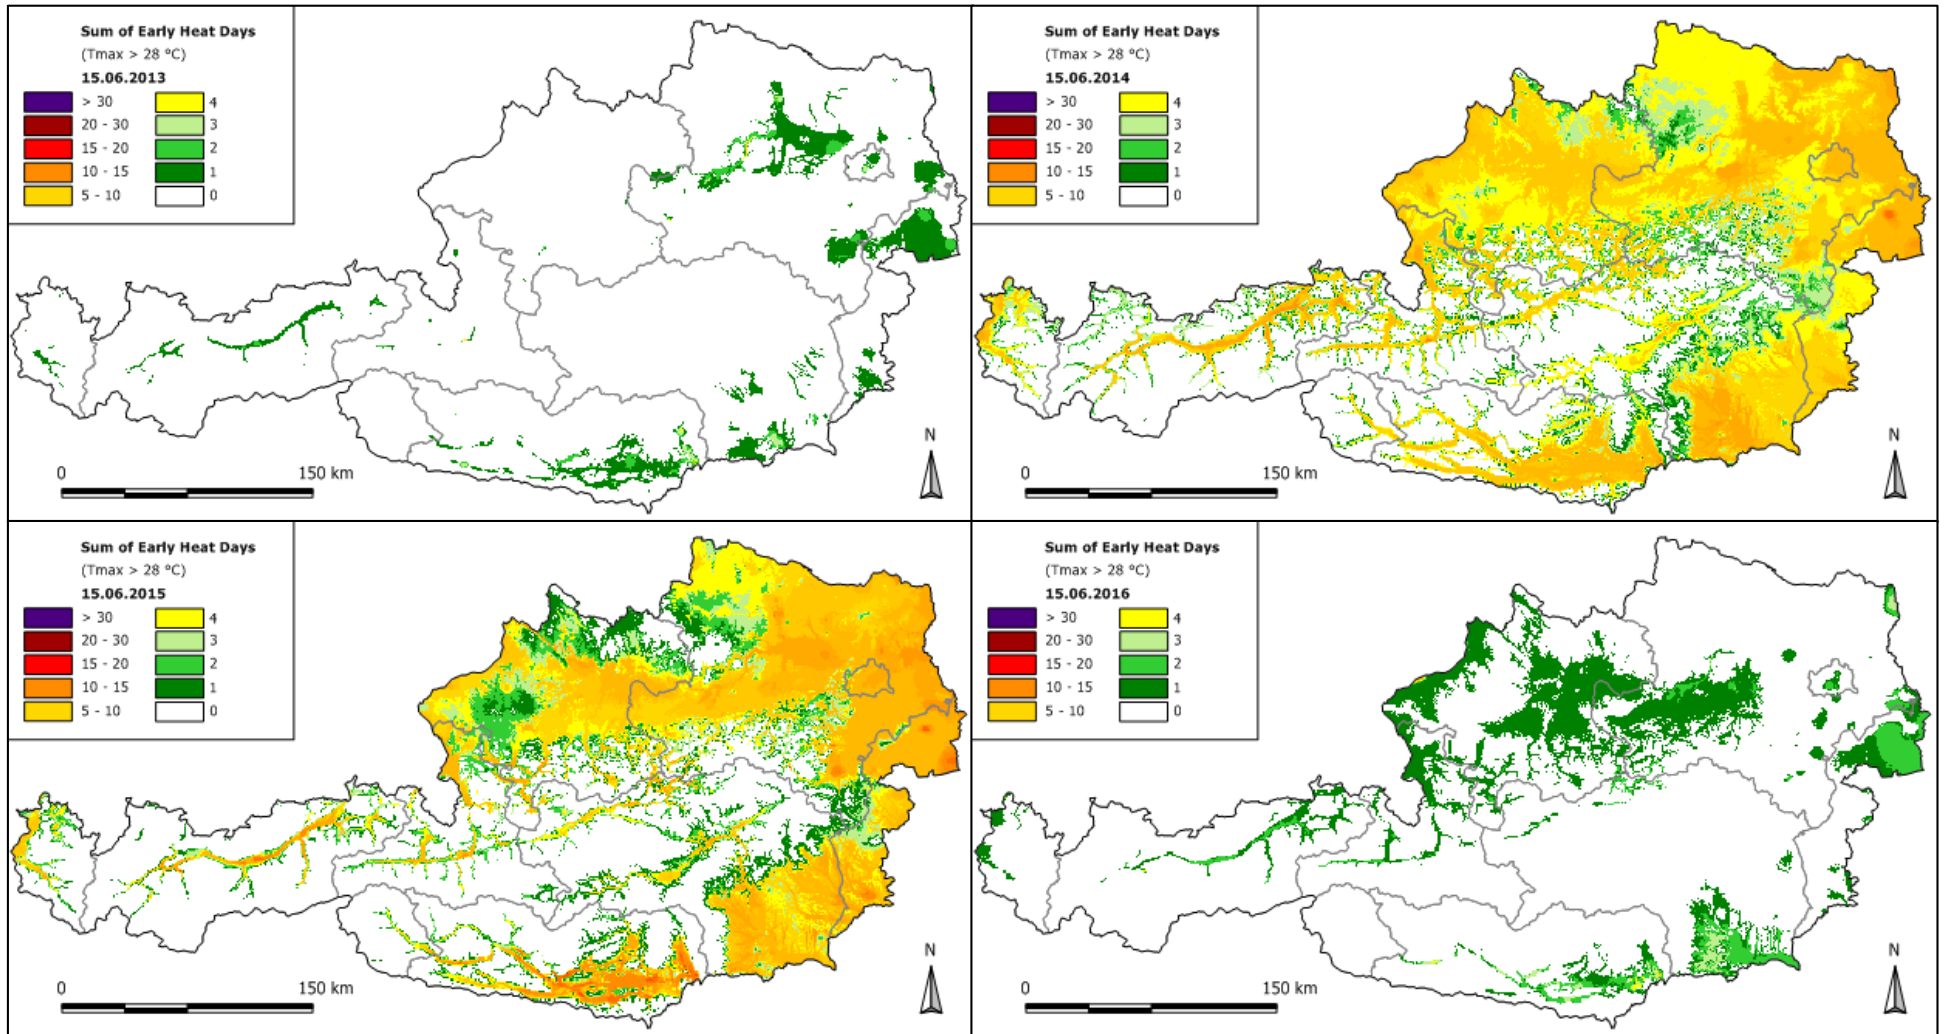 Sum of Early Heat Days
(Tmax > 28 °C)
15.06.2013
> 30 4
20 - 30 3
15 - 20 2
10 - 15 1
5 - 10 0
0 150 km
N
Sum of Early Heat Days
(Tmax > 28 °C)
15.06.2014
> 30 4
20 - 30 3
15 - 20 2
10 - 15 1
5 - 10 0
0 150 km
N
Sum of Early Heat Days
(Tmax > 28 °C)
15.06.2015
> 30 4
20 - 30 3
15 - 20 2
10 - 15 1
5 - 10 0
0 150 km
N
Sum of Early Heat Days
(Tmax > 28 °C)
15.06.2016
> 30 4
20 - 30 3
15 - 20 2
10 - 15 1
5 - 10 0
0 150 km
N